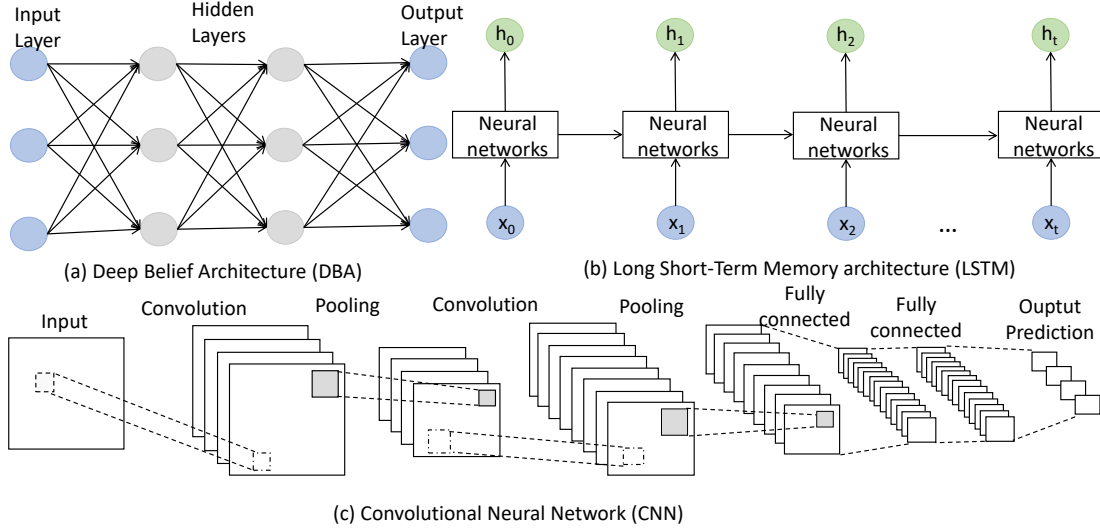 Input
Layer
Hidden
Layers
Output
Layer
h0
h1
h2
ht
Neural
networks
Neural
networks
Neural
networks
Neural
networks
x0
x1
x2
...
xt
(a) Deep Belief Architecture (DBA)
(b) Long Short-Term Memory architecture (LSTM)
Input
Convolution
Pooling
Convolution
Pooling
Fully
connected
Fully
connected
Ouptut
Prediction
(c) Convolutional Neural Network (CNN)